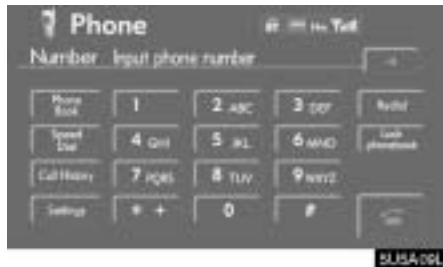 Phone
Number Input phone number
Phone Book 1 2 ABC 3 DEF Redial
Speed Dial 4 GHI 5 JKL 6 MNO Lock phonebook
Call History 7 PQRS 8 TUV 9 WXYZ
Settings * + 0 #
5U5A09L